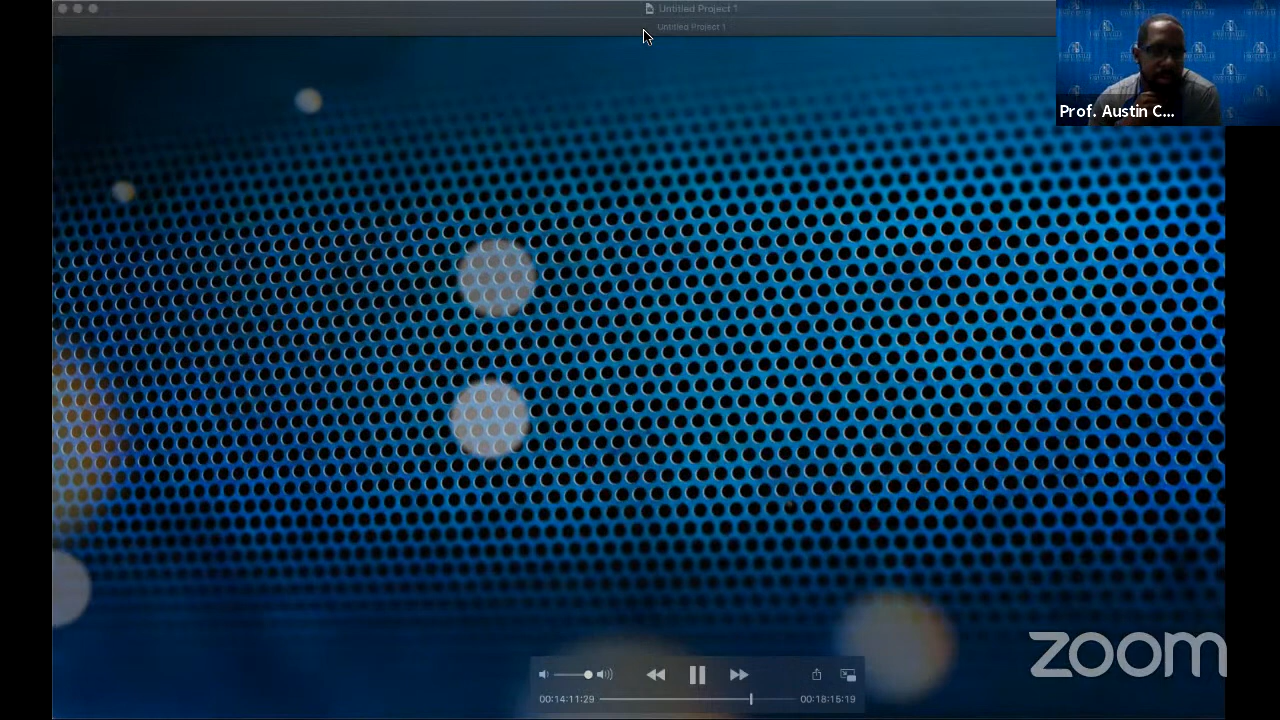 Untitled Project 1
Untitled Project 1
Prof. Austin C...
zoom
00:14:11:29
00:18:15:19